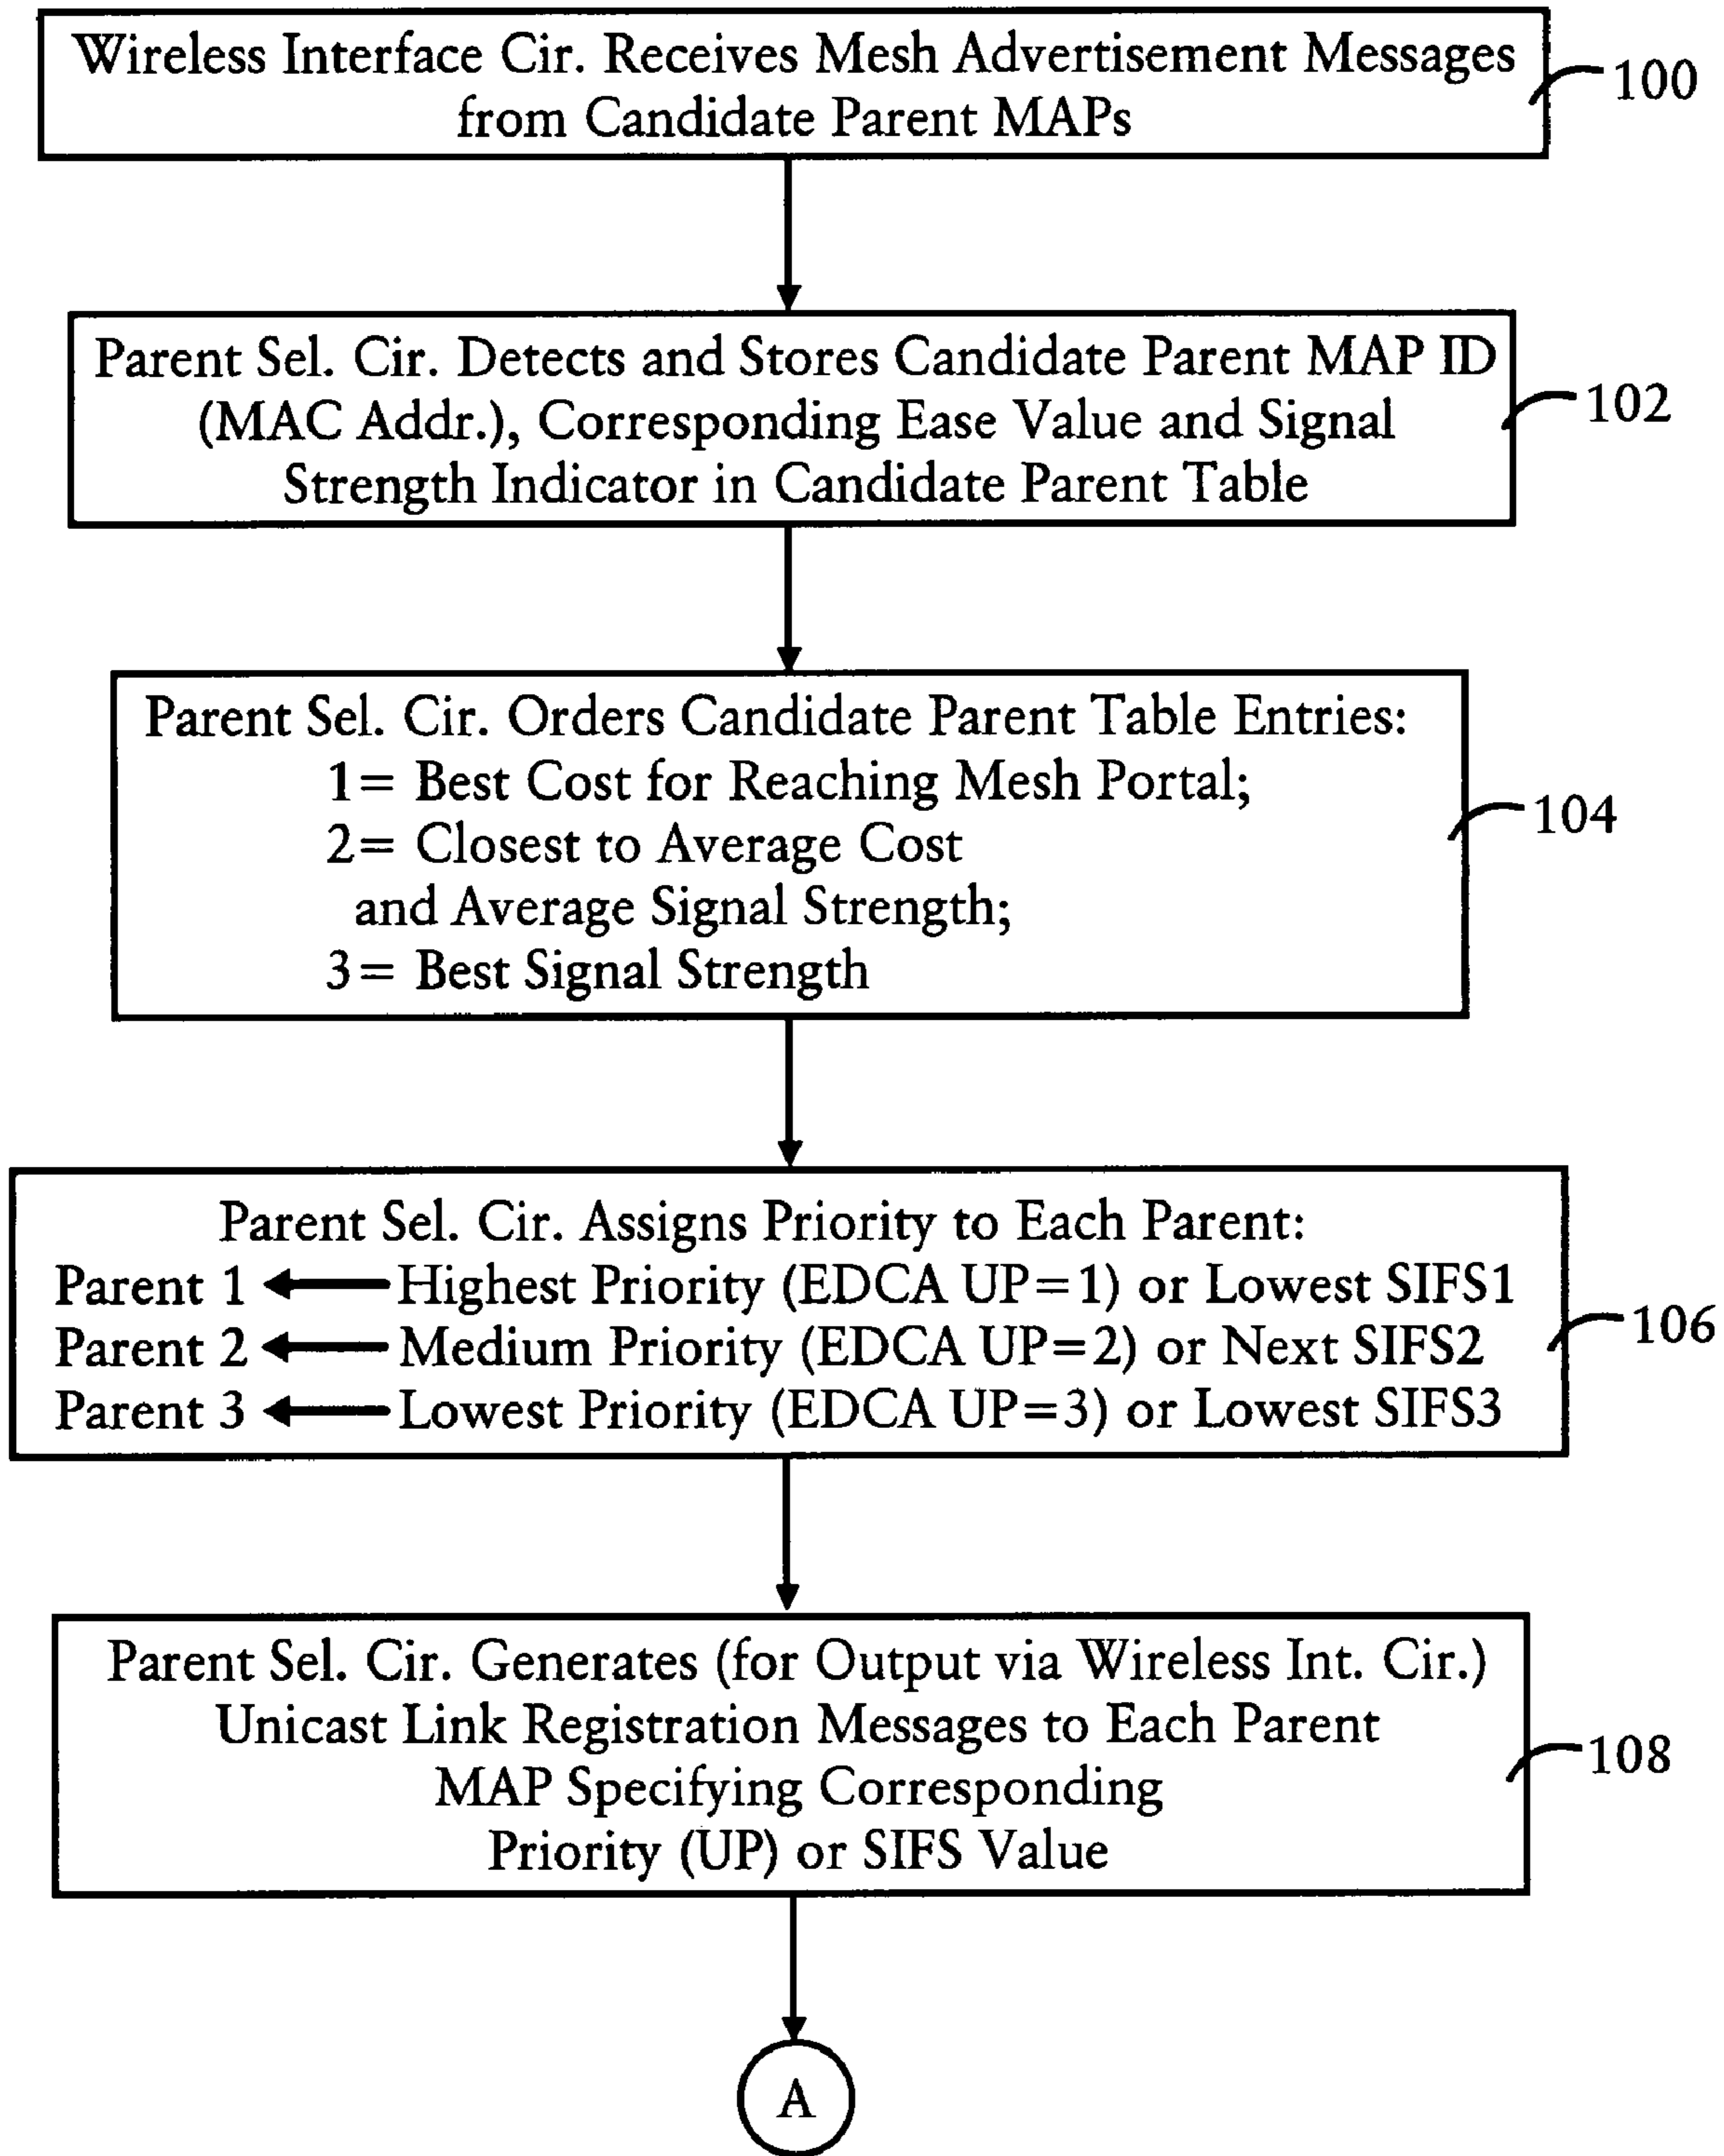 Wireless Interface Cir. Receives Mesh Advertisement Messages
from Candidate Parent MAPs
100
Parent Sel. Cir. Detects and Stores Candidate Parent MAP ID
(MAC Addr.), Corresponding Ease Value and Signal
Strength Indicator in Candidate Parent Table
102
Parent Sel. Cir. Orders Candidate Parent Table Entries:
1= Best Cost for Reaching Mesh Portal;
2= Closest to Average Cost
and Average Signal Strength;
3= Best Signal Strength
104
Parent Sel. Cir. Assigns Priority to Each Parent:
Parent 1 ← Highest Priority (EDCA UP=1) or Lowest SIFS1
Parent 2 ← Medium Priority (EDCA UP=2) or Next SIFS2
Parent 3 ← Lowest Priority (EDCA UP=3) or Lowest SIFS3
106
Parent Sel. Cir. Generates (for Output via Wireless Int. Cir.)
Unicast Link Registration Messages to Each Parent
MAP Specifying Corresponding
Priority (UP) or SIFS Value
108
A